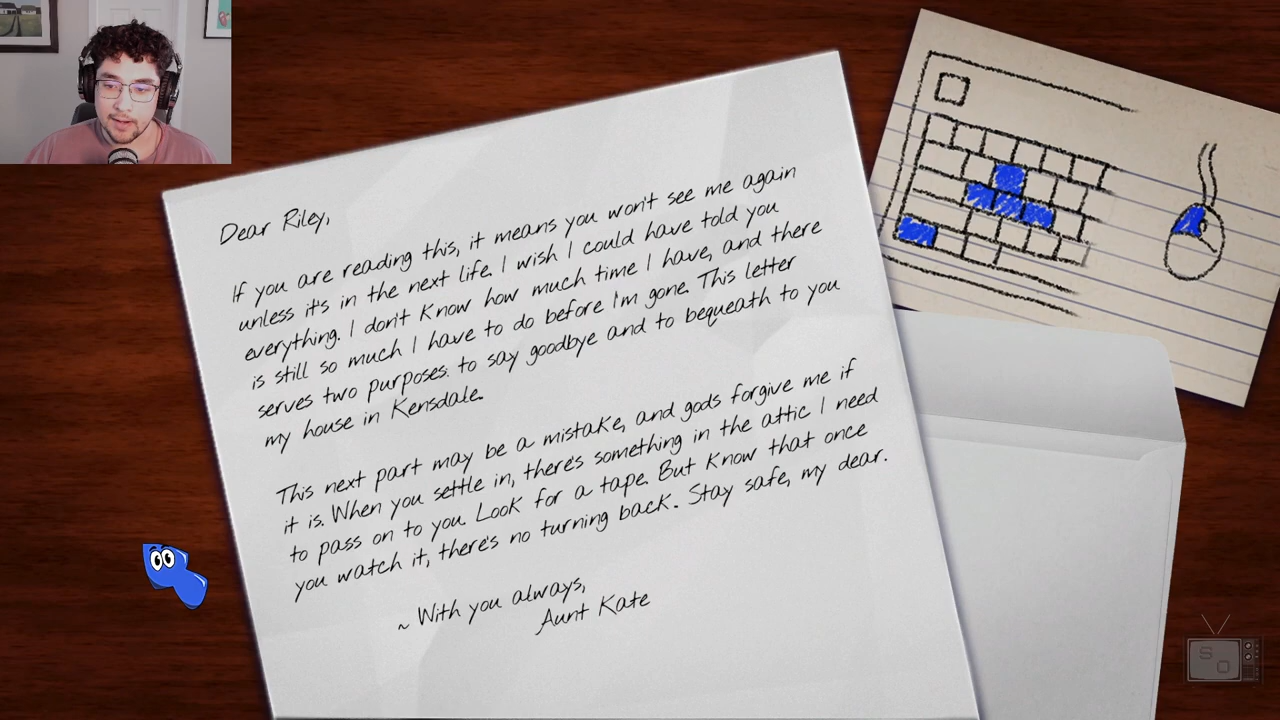 Dear Riley,
If you are reading this, it means you won't see me again
unless it's in the next life. I wish I could have told you
everything. I don't know how much time I have, and there
is still so much I have to do before I'm gone. This letter
serves two purposes: to say goodbye and to bequeath to you
my house in Kensdale.
This next part may be a mistake, and gods forgive me if
it is. When you settle in, there's something in the attic I need
to pass on to you. Look for a tape. But know that once
you watch it, there's no turning back. Stay safe, my dear.
~ With you always,
Aunt Kate
S
O